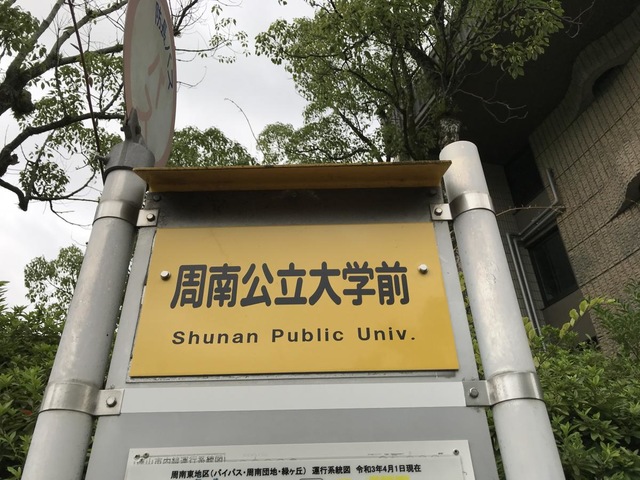 周南公立大学前
Shunan Public Univ.
周南東地区(バイパス・周南団地・緑ヶ丘) 運行系統図 令和3年4月1日現在